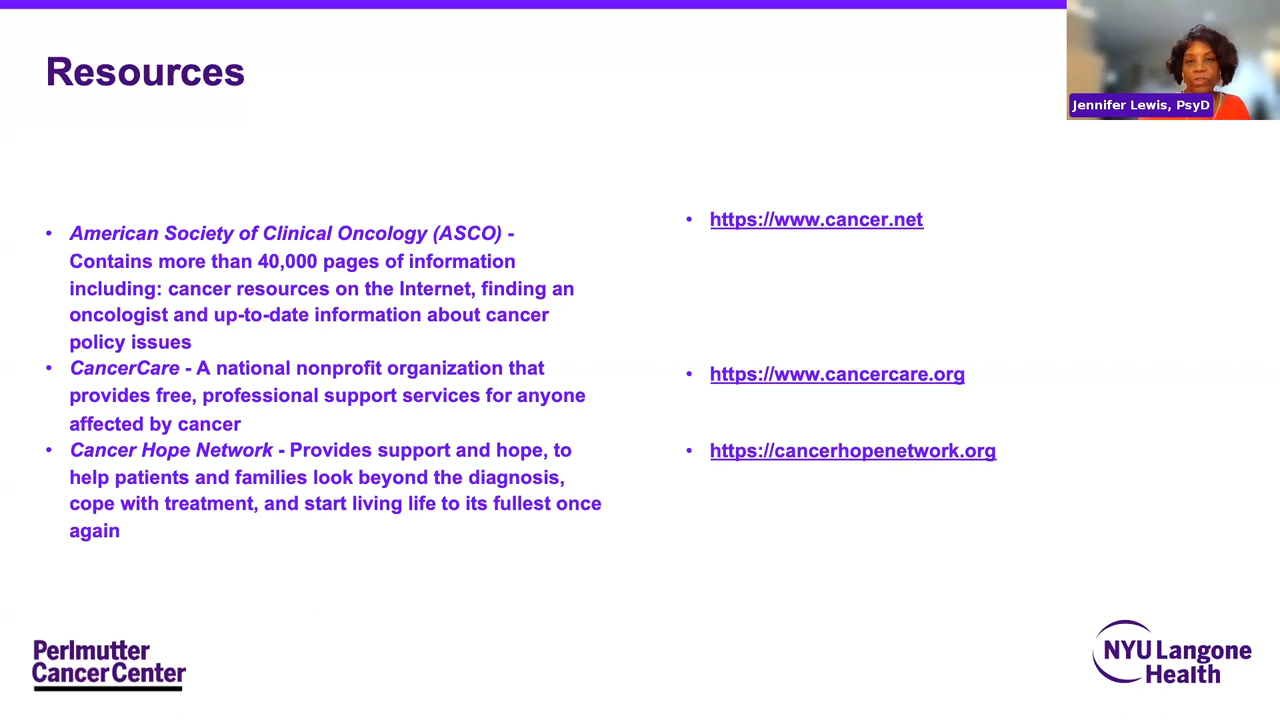 Resources
Jennifer Lewis, PsyD
• American Society of Clinical Oncology (ASCO) -
Contains more than 40,000 pages of information
including: cancer resources on the Internet, finding an
oncologist and up-to-date information about cancer
policy issues
• CancerCare - A national nonprofit organization that
provides free, professional support services for anyone
affected by cancer
• Cancer Hope Network - Provides support and hope, to
help patients and families look beyond the diagnosis,
cope with treatment, and start living life to its fullest once
again
• https://www.cancer.net
• https://www.cancercare.org
• https://cancerhopenetwork.org
Perlmutter
Cancer Center
NYU Langone
Health